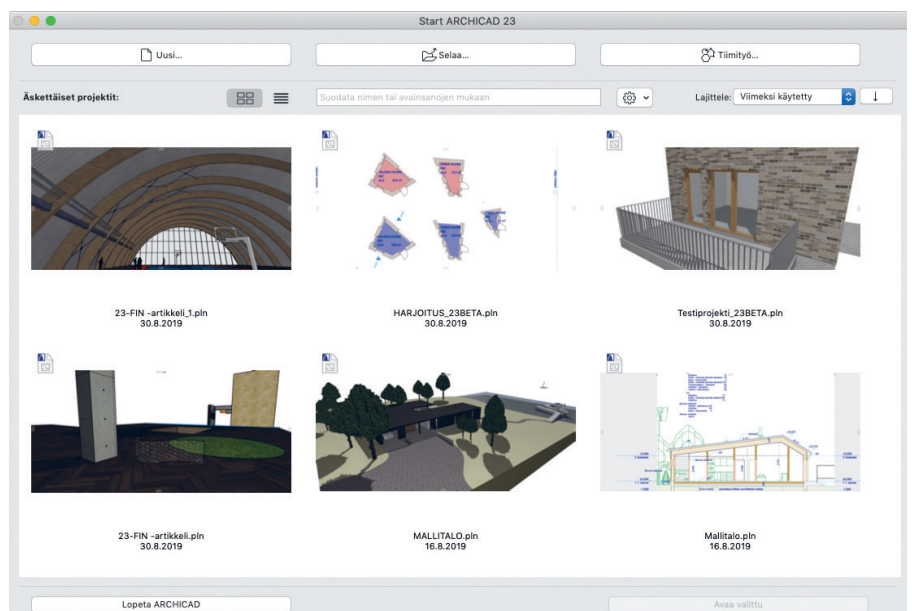 Start ARCHICAD 23
Uusi...
Selaa...
Tiimityö...
Äskettäiset projektit:
Suodata nimen tai avainsanojen mukaan
Lajittele: Viimeksi käytetty
23-FIN -artikkeli_1.pln
30.8.2019
HARJOITUS_23BETA.pln
30.8.2019
Testiprojekti_23BETA.pln
30.8.2019
23-FIN -artikkeli.pln
30.8.2019
MALLITALO.pln
16.8.2019
Mallitalo.pln
16.8.2019
Lopeta ARCHICAD
Avaa valittu